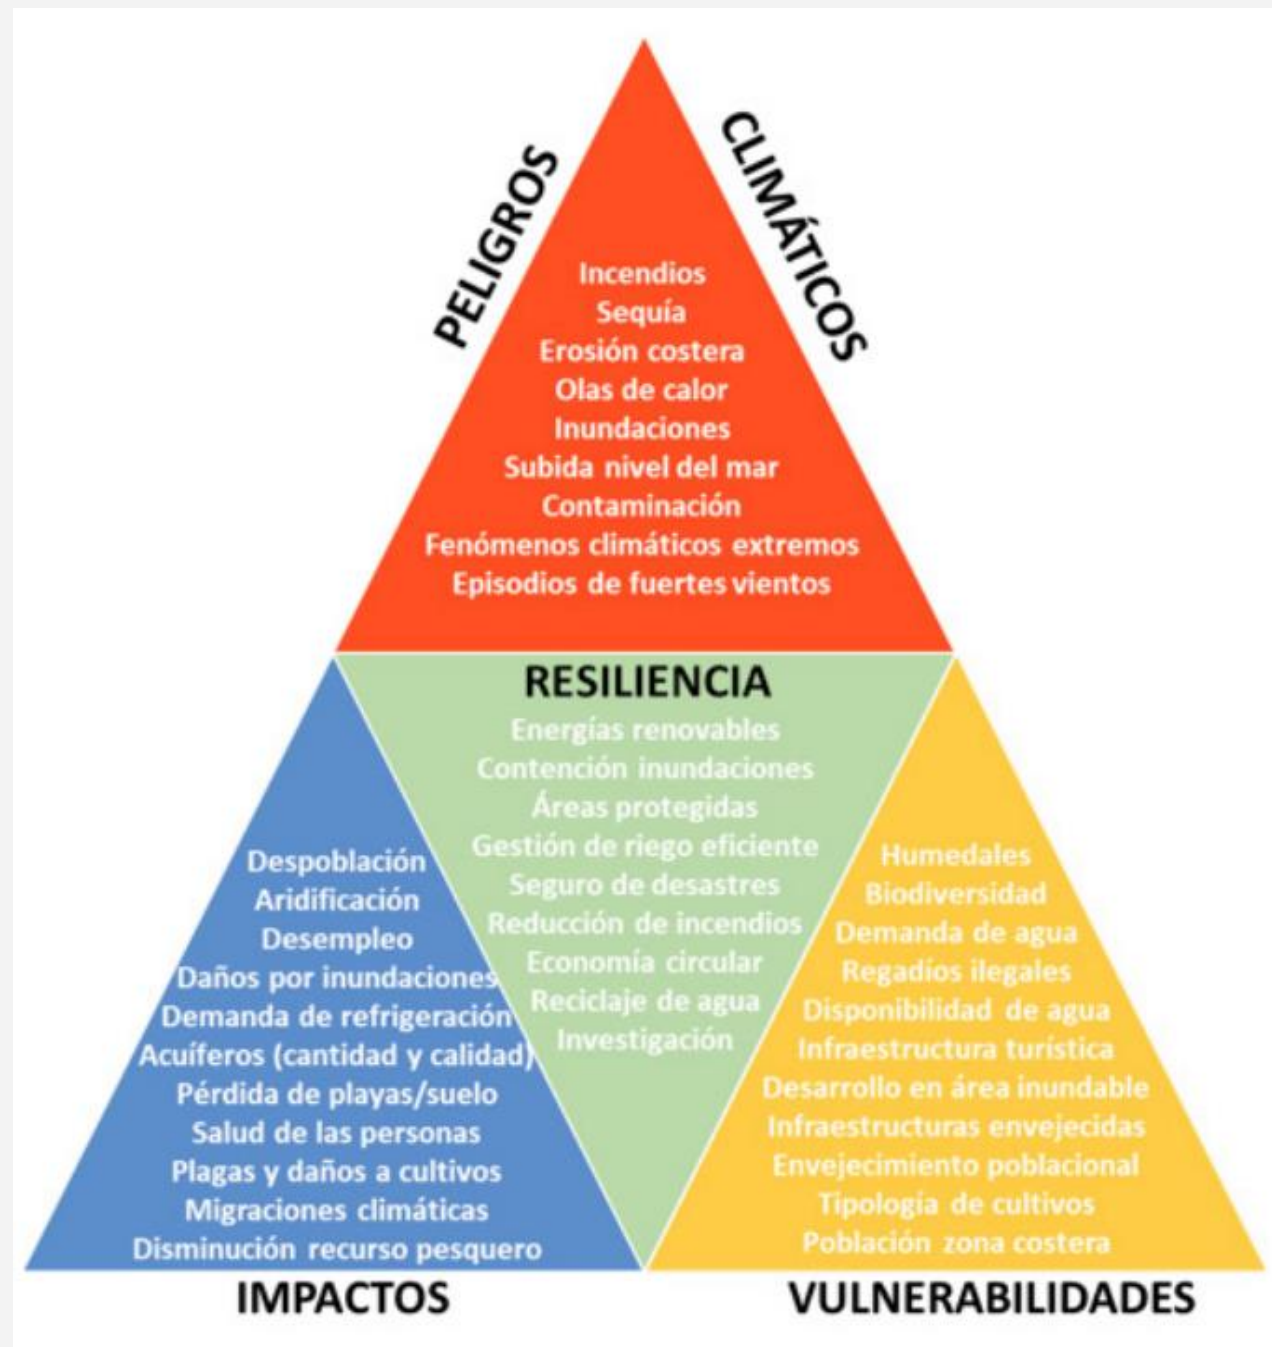 PELIGROS
CLIMÁTICOS
Incendios
Sequía
Erosión costera
Olas de calor
Inundaciones
Subida nivel del mar
Contaminación
Fenómenos climáticos extremos
Episodios de fuertes vientos
RESILIENCIA
Energías renovables
Contención inundaciones
Áreas protegidas
Gestión de riego eficiente
Seguro de desastres
Reducción de incendios
Economía circular
Reciclaje de agua
Investigación
Despoblación
Aridificación
Desempleo
Daños por inundaciones
Demanda de refrigeración
Acuíferos (cantidad y calidad)
Pérdida de playas/suelo
Salud de las personas
Plagas y daños a cultivos
Migraciones climáticas
Disminución recurso pesquero
IMPACTOS
Humedales
Biodiversidad
Demanda de agua
Regadíos ilegales
Disponibilidad de agua
Infraestructura turística
Desarrollo en área inundable
Infraestructuras envejecidas
Envejecimiento poblacional
Tipología de cultivos
Población zona costera
VULNERABILIDADES